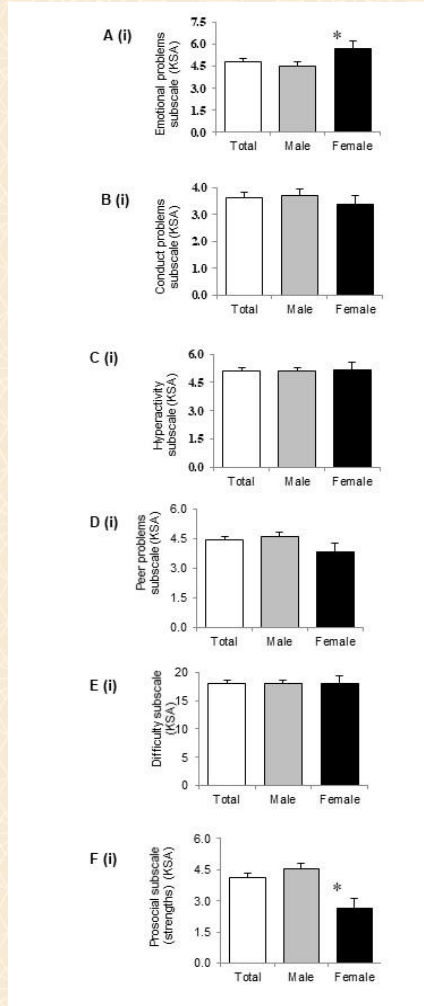 A (i)
Emotional problems
subscale (KSA)
7.5
6.0
4.5
3.0
1.5
0.0
*
Total Male Female
B (i)
Conduct problems
subscale (KSA)
4.0
3.0
2.0
1.0
0.0
Total Male Female
C (i)
Hyperactivity
subscale (KSA)
6.0
4.5
3.0
1.5
0.0
Total Male Female
D (i)
Peer problems
subscale (KSA)
6.0
4.5
3.0
1.5
0.0
Total Male Female
E (i)
Difficulty subscale
(KSA)
20
15
10
5
0
Total Male Female
F (i)
Prosocial subscale
(strengths) (KSA)
6.0
4.5
3.0
1.5
0.0
*
Total Male Female